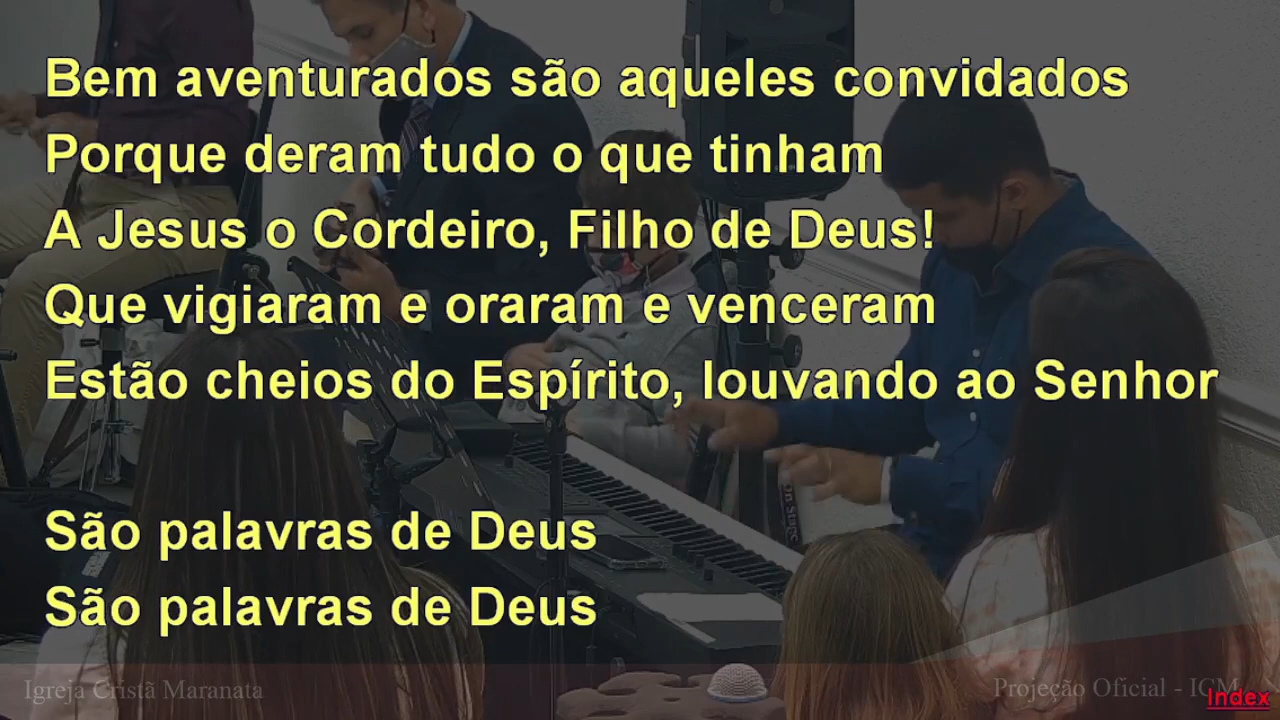 Bem aventurados são aqueles convidados
Porque deram tudo o que tinham
A Jesus o Cordeiro, Filho de Deus!
Que vigiaram e oraram e venceram
Estão cheios do Espírito, louvando ao Senhor
São palavras de Deus
São palavras de Deus
On Stage
Igreja Cristã Maranata
Projeção Oficial - ICM
Index